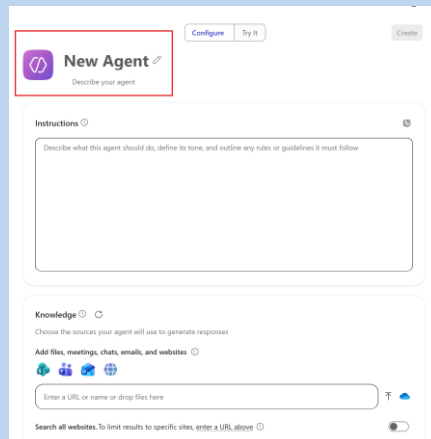 Configure
Try It
Create
New Agent
Describe your agent
Instructions
Describe what this agent should do, define its tone, and outline any rules or guidelines it must follow
Knowledge
Choose the sources your agent will use to generate responses
Add files, meetings, chats, emails, and websites
Enter a URL or name or drop files here
Search all websites. To limit results to specific sites, enter a URL above